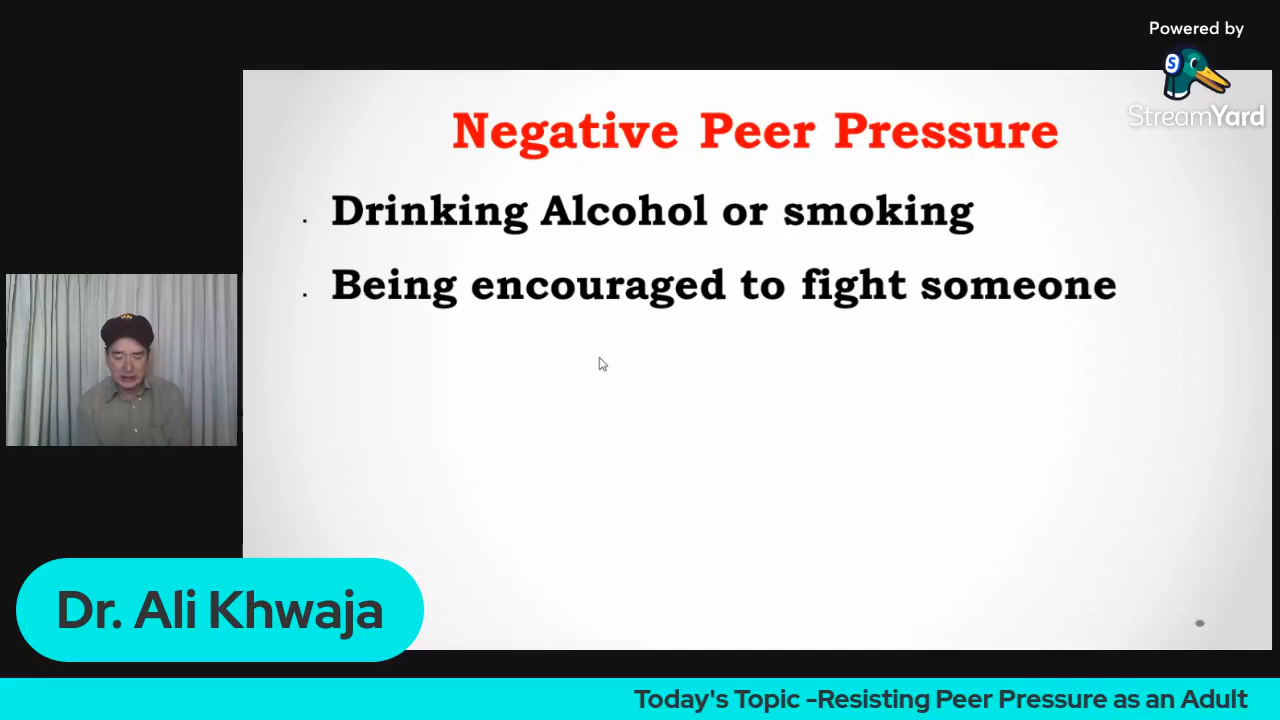 Powered by
StreamYard
Negative Peer Pressure
. Drinking Alcohol or smoking
. Being encouraged to fight someone
Dr. Ali Khwaja
Today's Topic -Resisting Peer Pressure as an Adult